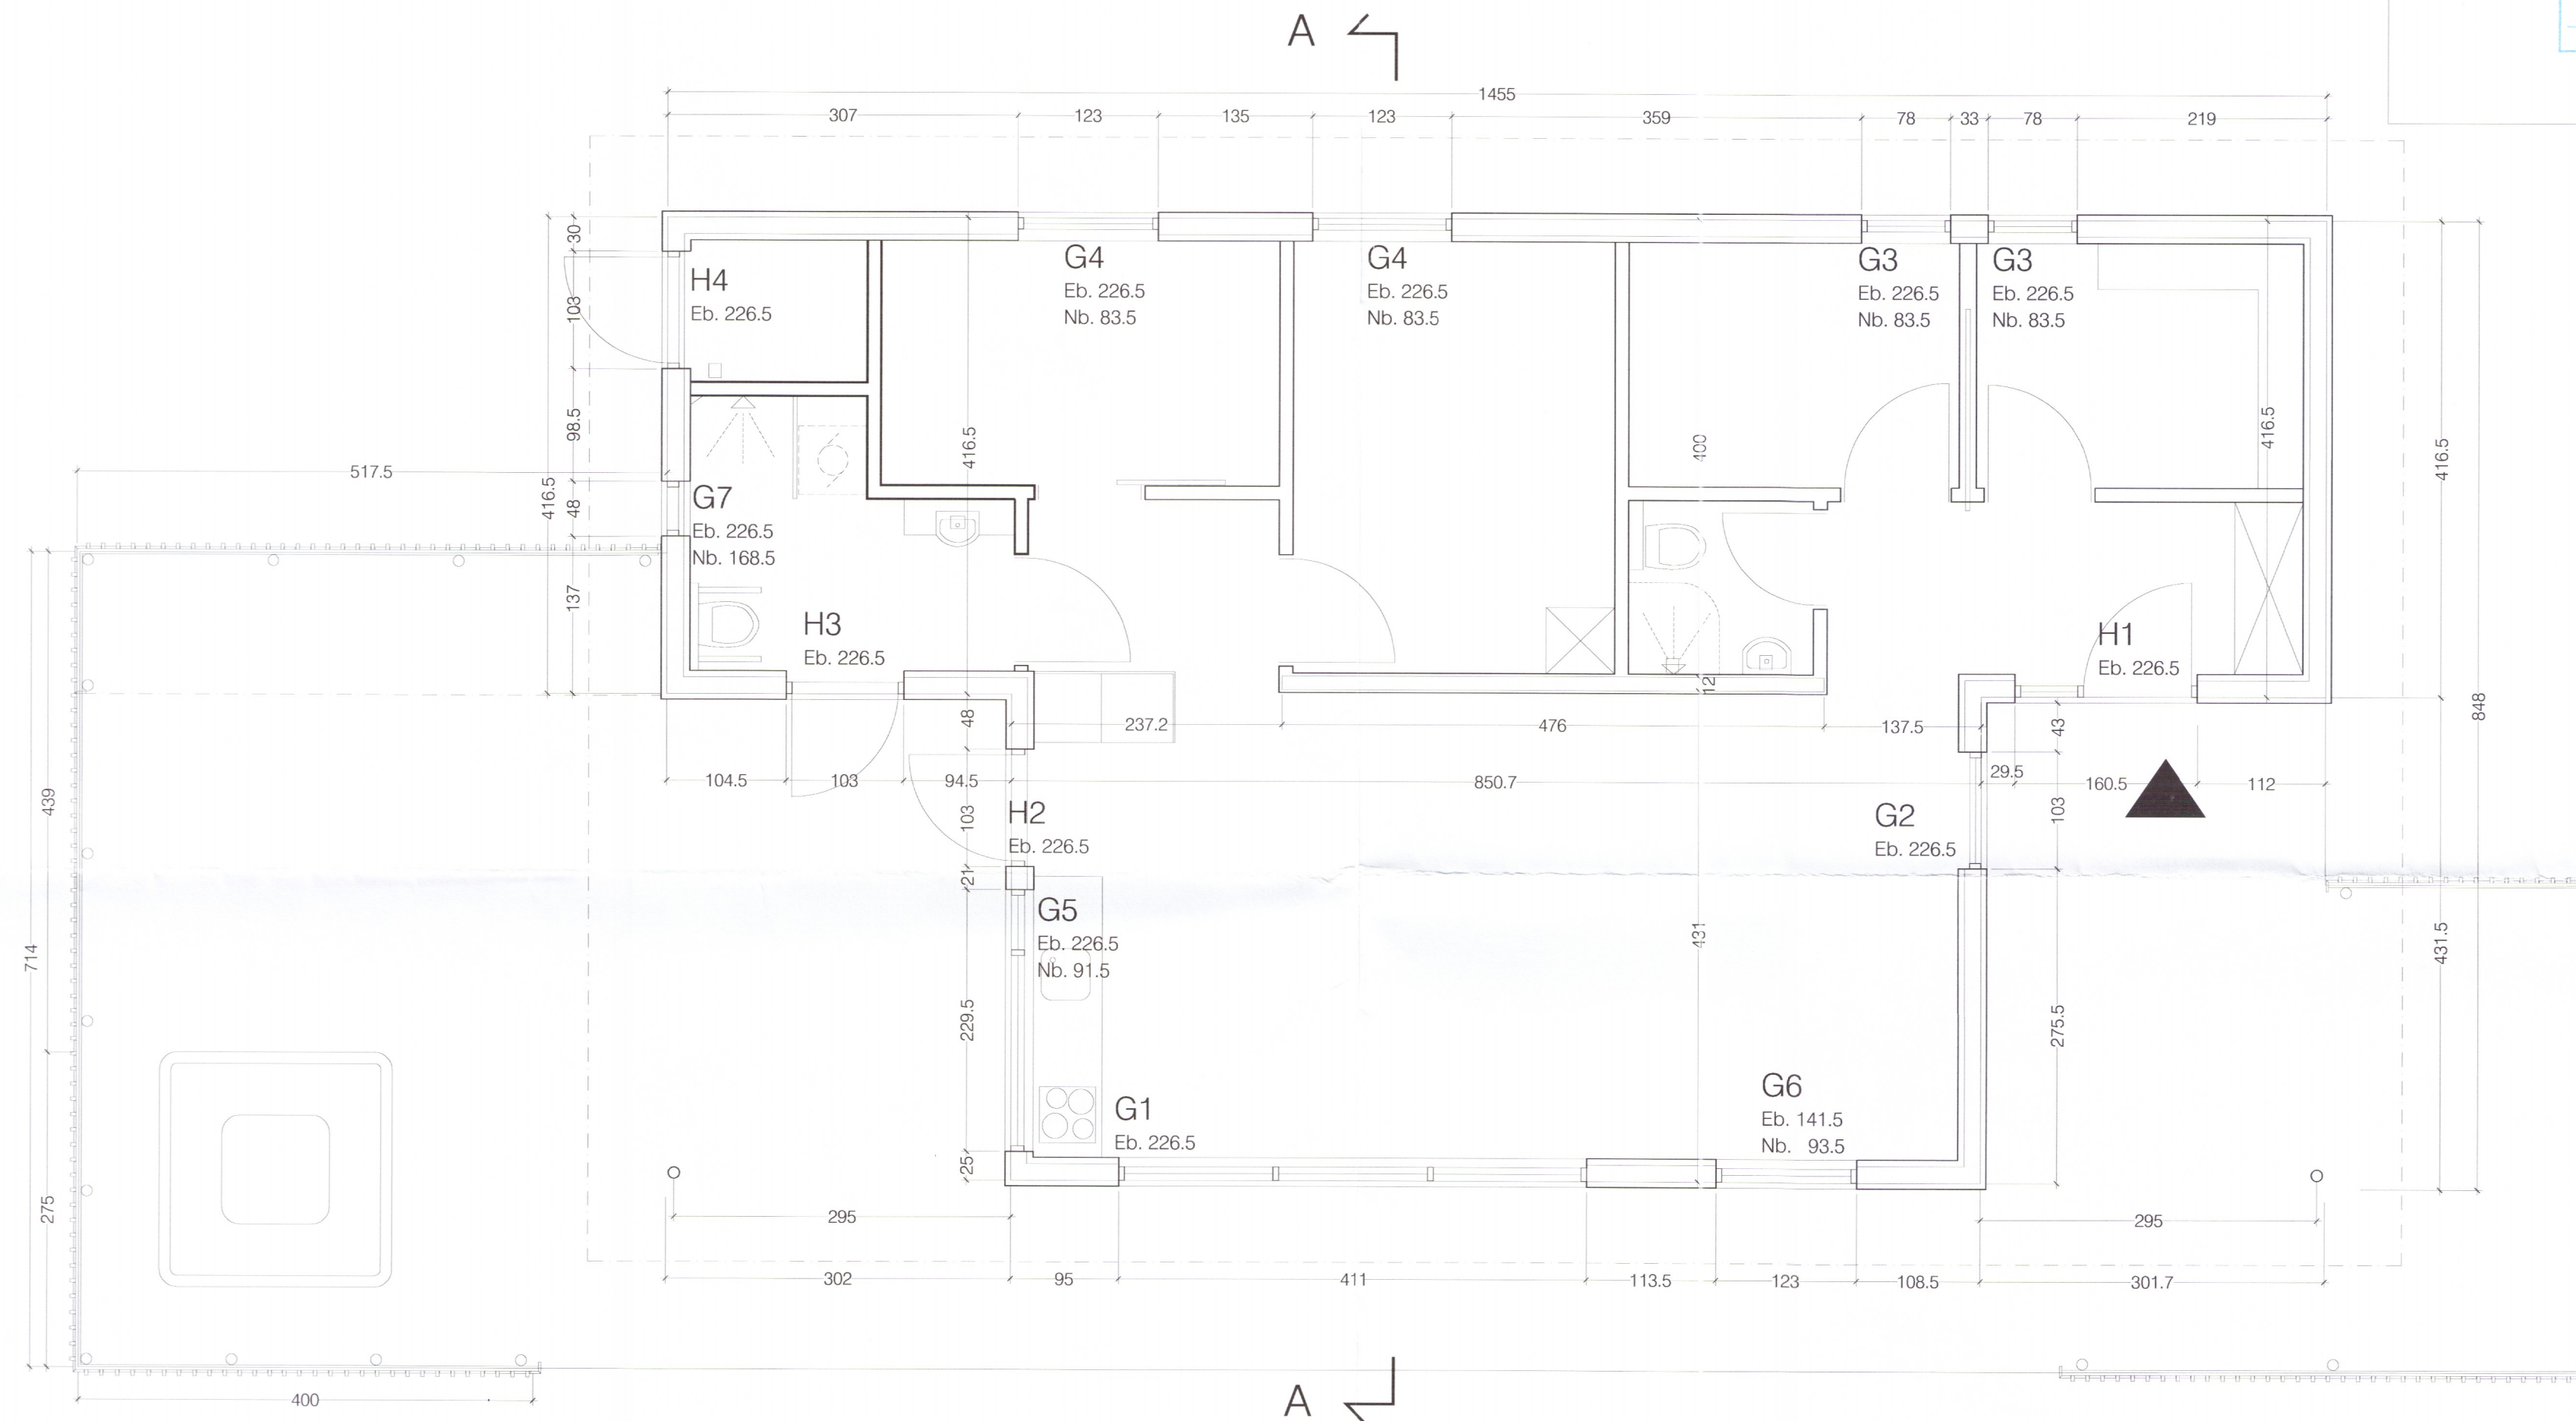 A
1455
307
123
135
123
359
78
33
78
219
30
H4
Eb. 226.5
G4
Eb. 226.5
Nb. 83.5
G4
Eb. 226.5
Nb. 83.5
G3
Eb. 226.5
Nb. 83.5
G3
Eb. 226.5
Nb. 83.5
103
98.5
416.5
400
416.5
416.5
517.5
416.5
48
G7
Eb. 226.5
Nb. 168.5
137
H3
Eb. 226.5
H1
Eb. 226.5
12
48
237.2
476
137.5
43
848
104.5
103
94.5
850.7
29.5
160.5
112
439
103
H2
Eb. 226.5
G2
Eb. 226.5
103
21
G5
Eb. 226.5
Nb. 91.5
714
431
431.5
229.5
275.5
G1
Eb. 226.5
G6
Eb. 141.5
Nb. 93.5
25
275
295
295
302
95
411
113.5
123
108.5
301.7
400
A